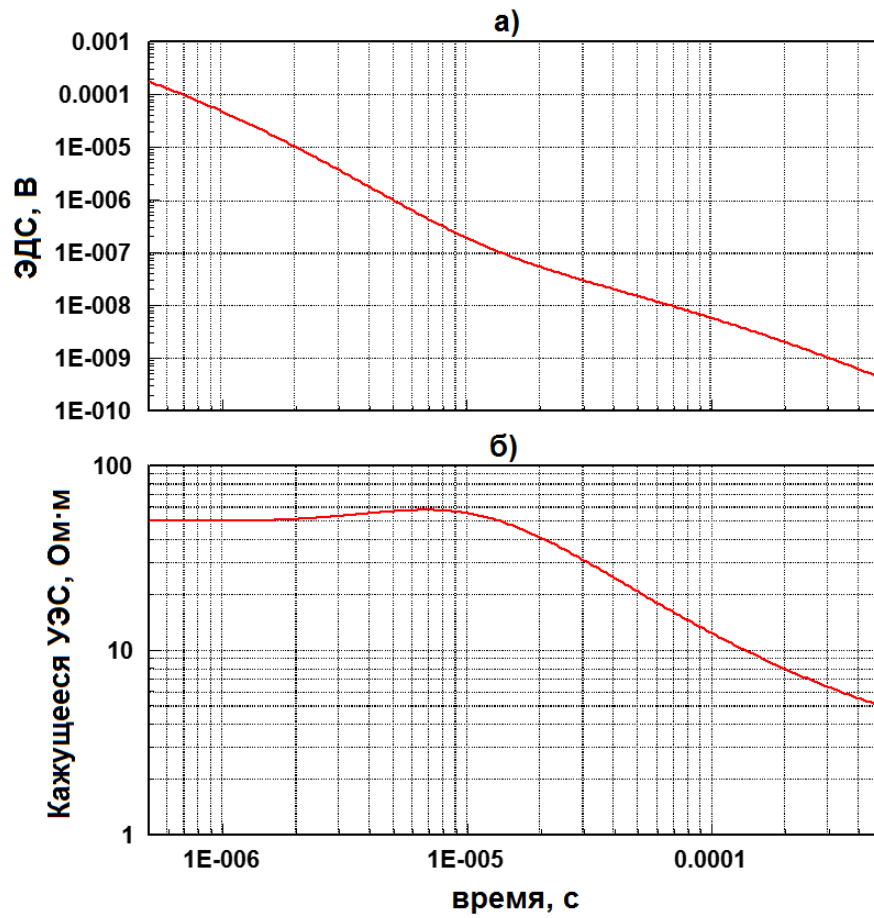 а)
0.001
0.0001
1E-005
1E-006
1E-007
1E-008
1E-009
1E-010
ЭДС, В
б)
100
10
1
Кажущееся УЭС, Ом·м
1E-006 1E-005 0.0001
время, с